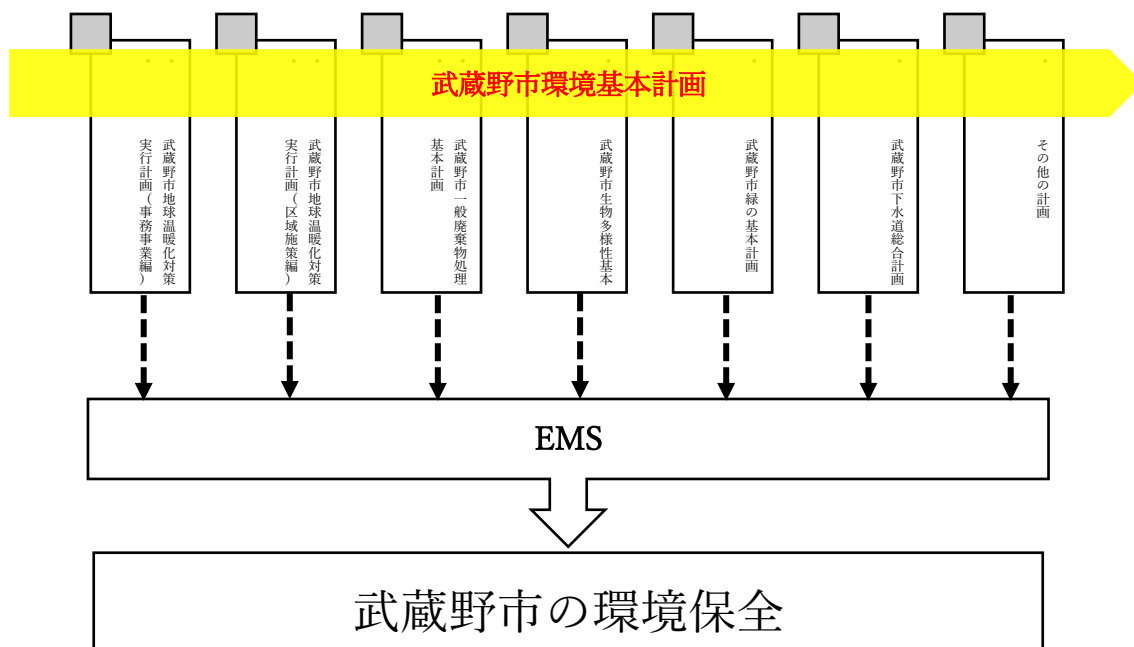 武蔵野市環境基本計画
武蔵野市地球温暖化対策
実行計画（事務事業編）
武蔵野市地球温暖化対策
実行計画（区域施策編）
武蔵野市一般廃棄物処理
基本計画
武蔵野市生物多様性基本
武蔵野市緑の基本計画
武蔵野市下水道総合計画
その他の計画
EMS
武蔵野市の環境保全